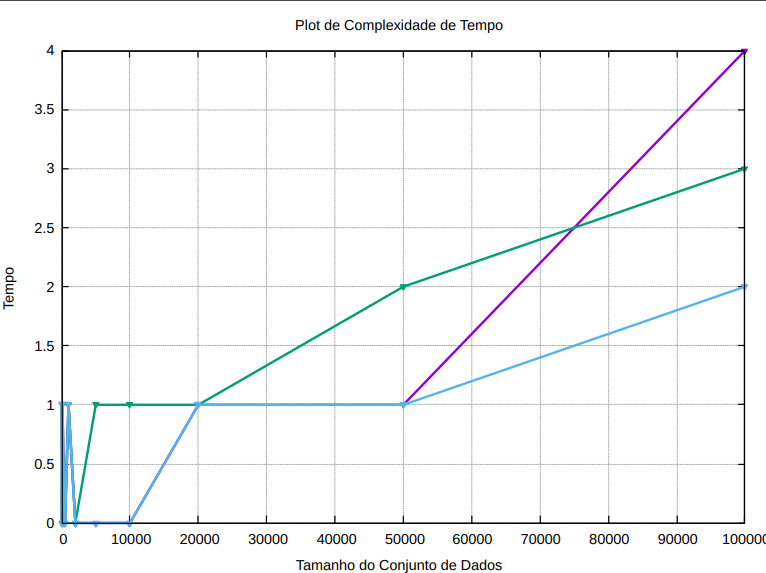 Plot de Complexidade de Tempo
4
3.5
3
2.5
2
1.5
1
0.5
0
Tempo
0 10000 20000 30000 40000 50000 60000 70000 80000 90000 100000
Tamanho do Conjunto de Dados